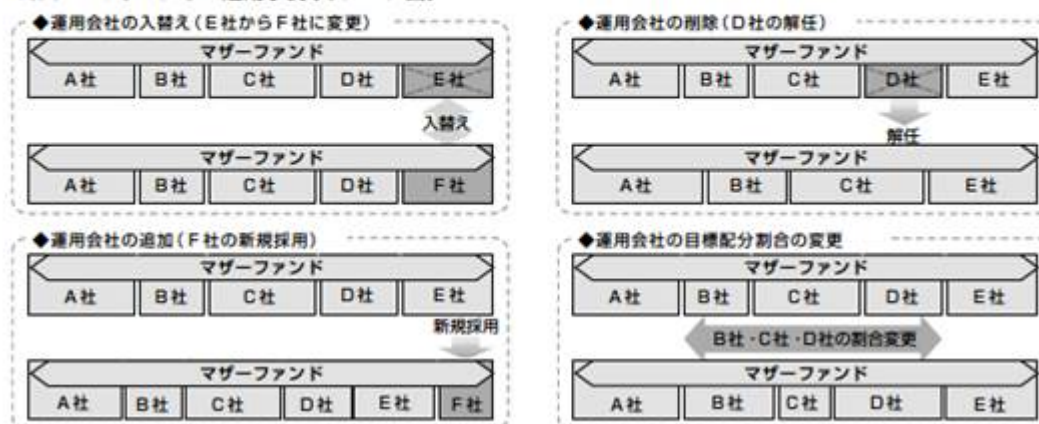 ◆運用会社の入替え(E社からF社に変更)
マザーファンド
A社 B社 C社 D社 E社
入替え
マザーファンド
A社 B社 C社 D社 F社
◆運用会社の削除(D社の解任)
マザーファンド
A社 B社 C社 D社 E社
解任
マザーファンド
A社 B社 C社 E社
◆運用会社の追加(F社の新規採用)
マザーファンド
A社 B社 C社 D社 E社
新規採用
マザーファンド
A社 B社 C社 D社 E社 F社
◆運用会社の目標配分割合の変更
マザーファンド
A社 B社 C社 D社 E社
B社・C社・D社の割合変更
マザーファンド
A社 B社 C社 D社 E社